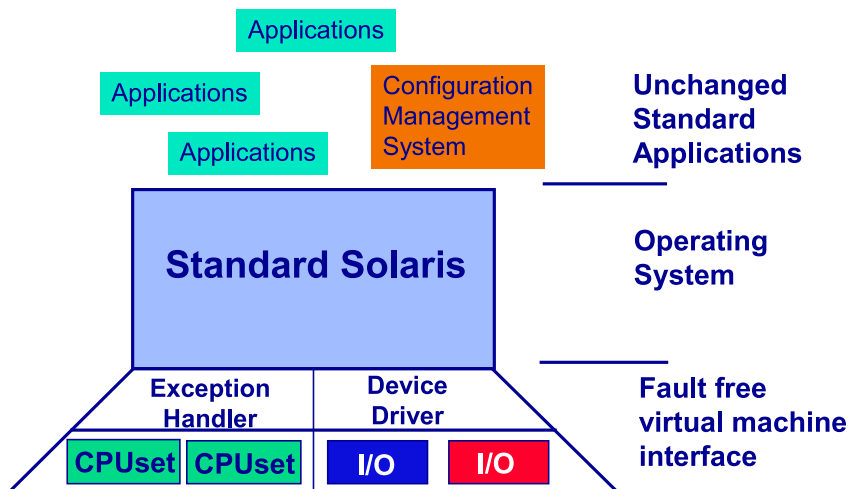 Applications
Applications
Applications
Configuration
Management
System
Unchanged
Standard
Applications
Standard Solaris
Operating
System
Exception
Handler
Device
Driver
Fault free
virtual machine
interface
CPUset
CPUset
I/O
I/O